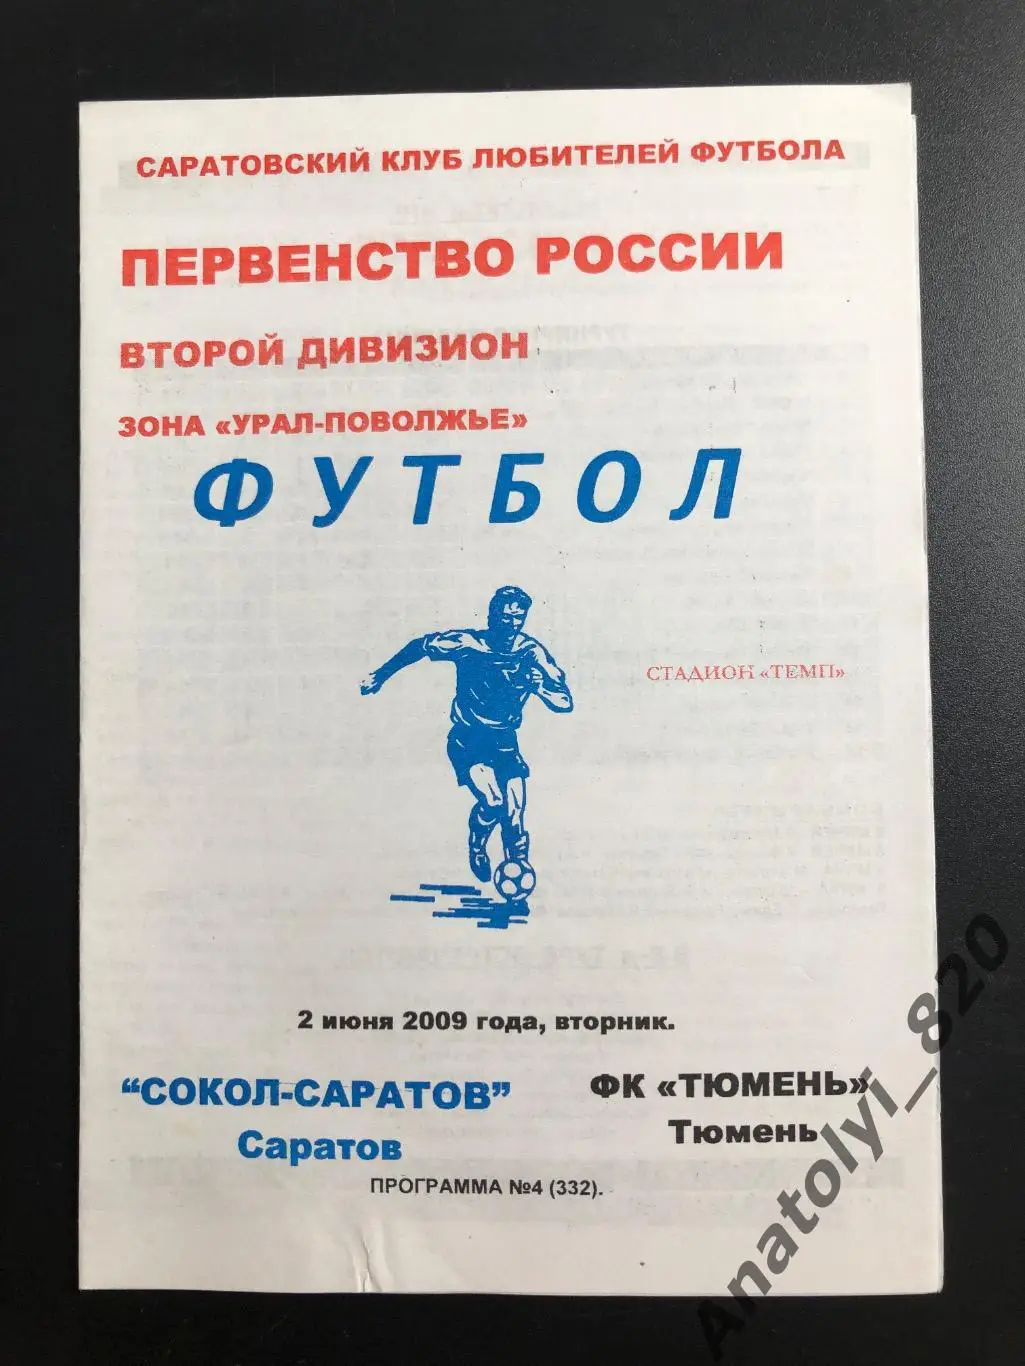 САРАТОВСКИЙ КЛУБ ЛЮБИТЕЛЕЙ ФУТБОЛА
ПЕРВЕНСТВО РОССИИ
ВТОРОЙ ДИВИЗИОН
ЗОНА «УРАЛ-ПОВОЛЖЬЕ»
ФУТБОЛ
СТАДИОН «ТЕМП»
2 июня 2009 года, вторник.
“СОКОЛ-САРАТОВ”
Саратов
ФК «ТЮМЕНЬ»
Тюмень
ПРОГРАММА №4 (332).
Anatolyi_820